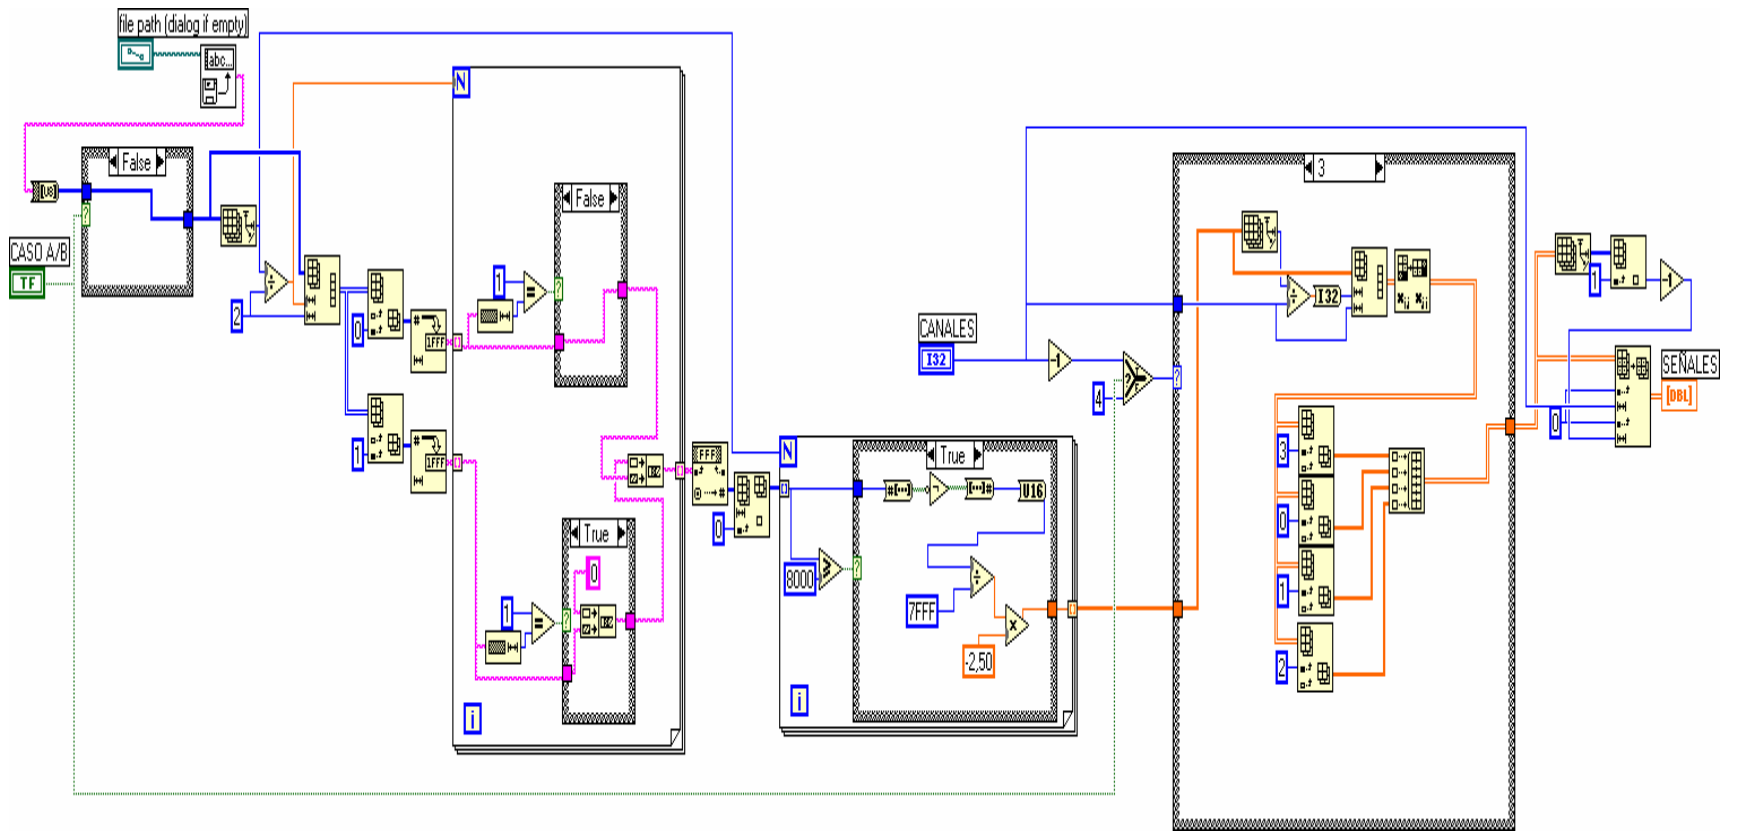 file path (dialog if empty)
abc...
N
False
[U8]
CASO A/B
TF
2
0
#
1FFF
1
#
1FFF
False
1
=
True
0
1
=
i
FFF
#
0
N
True
#[...]
[...]#
U16
8000
7FFF
x
-2,50
i
CANALES
I32
-1
4
3
I32
3
0
1
2
1
-1
0
SEÑALES
[DBL]